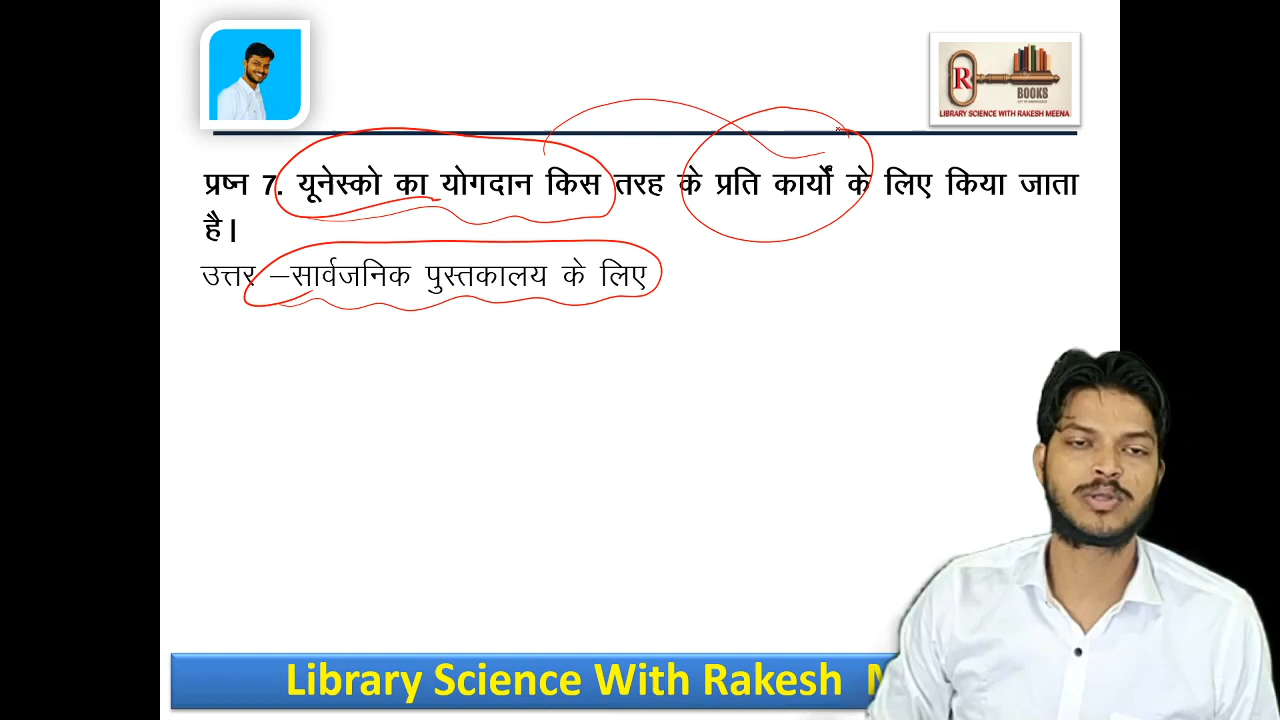 R
BOOKS
LIBRARY SCIENCE WITH RAKESH MEENA
प्रष्न 7. यूनेस्को का योगदान किस तरह के प्रति कार्यों के लिए किया जाता
है।
उत्तर –सार्वजनिक पुस्तकालय के लिए
Library Science With Rakesh